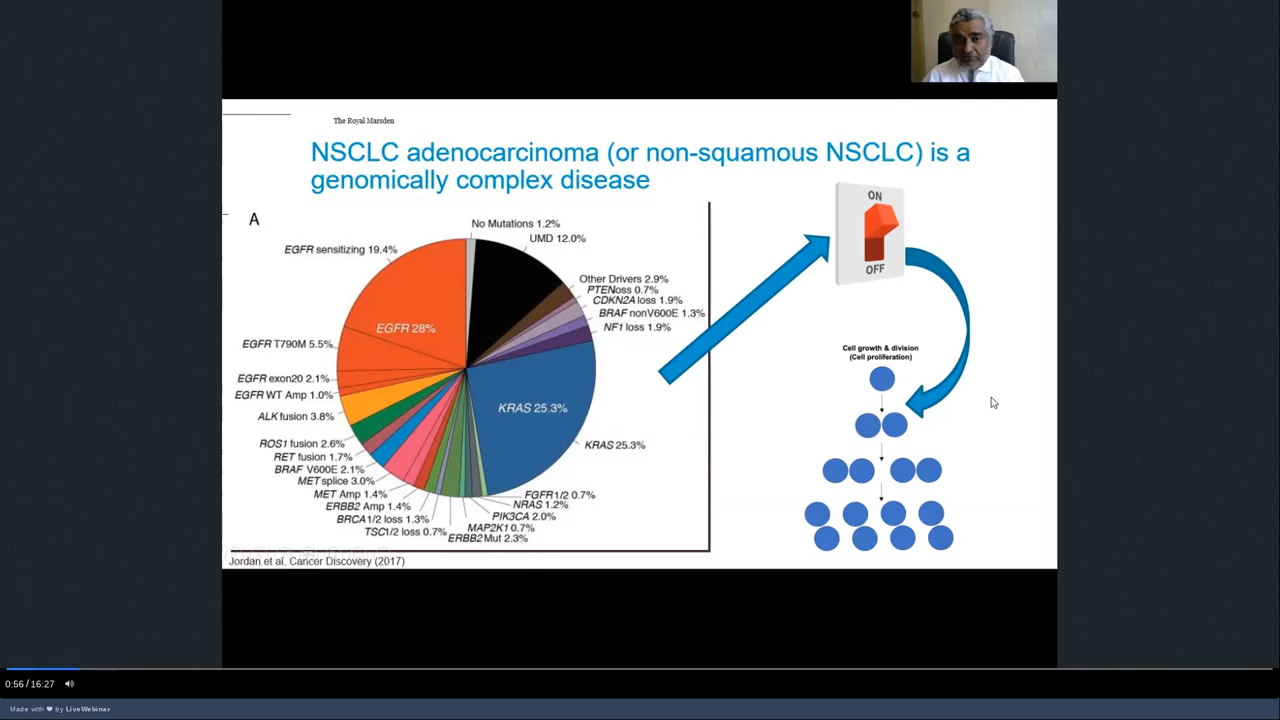 The Royal Marsden
NSCLC adenocarcinoma (or non-squamous NSCLC) is a
genomically complex disease
A
No Mutations 1.2%
UMD 12.0%
Other Drivers 2.9%
PTEN loss 0.7%
CDKN2A loss 1.9%
BRAF nonV600E 1.3%
NF1 loss 1.9%
KRAS 25.3%
KRAS 25.3%
FGFR1/2 0.7%
NRAS 1.2%
PIK3CA 2.0%
MAP2K1 0.7%
ERBB2 Mut 2.3%
TSC1/2 loss 0.7%
BRCA1/2 loss 1.3%
ERBB2 Amp 1.4%
MET Amp 1.4%
MET splice 3.0%
BRAF V600E 2.1%
RET fusion 1.7%
ROS1 fusion 2.6%
ALK fusion 3.8%
EGFR WT Amp 1.0%
EGFR exon20 2.1%
EGFR T790M 5.5%
EGFR 28%
EGFR sensitizing 19.4%
ON
OFF
Cell growth & division
(Cell proliferation)
Jordan et al. Cancer Discovery (2017)
0:56 / 16:27
Made with ❤ by LiveWebinar